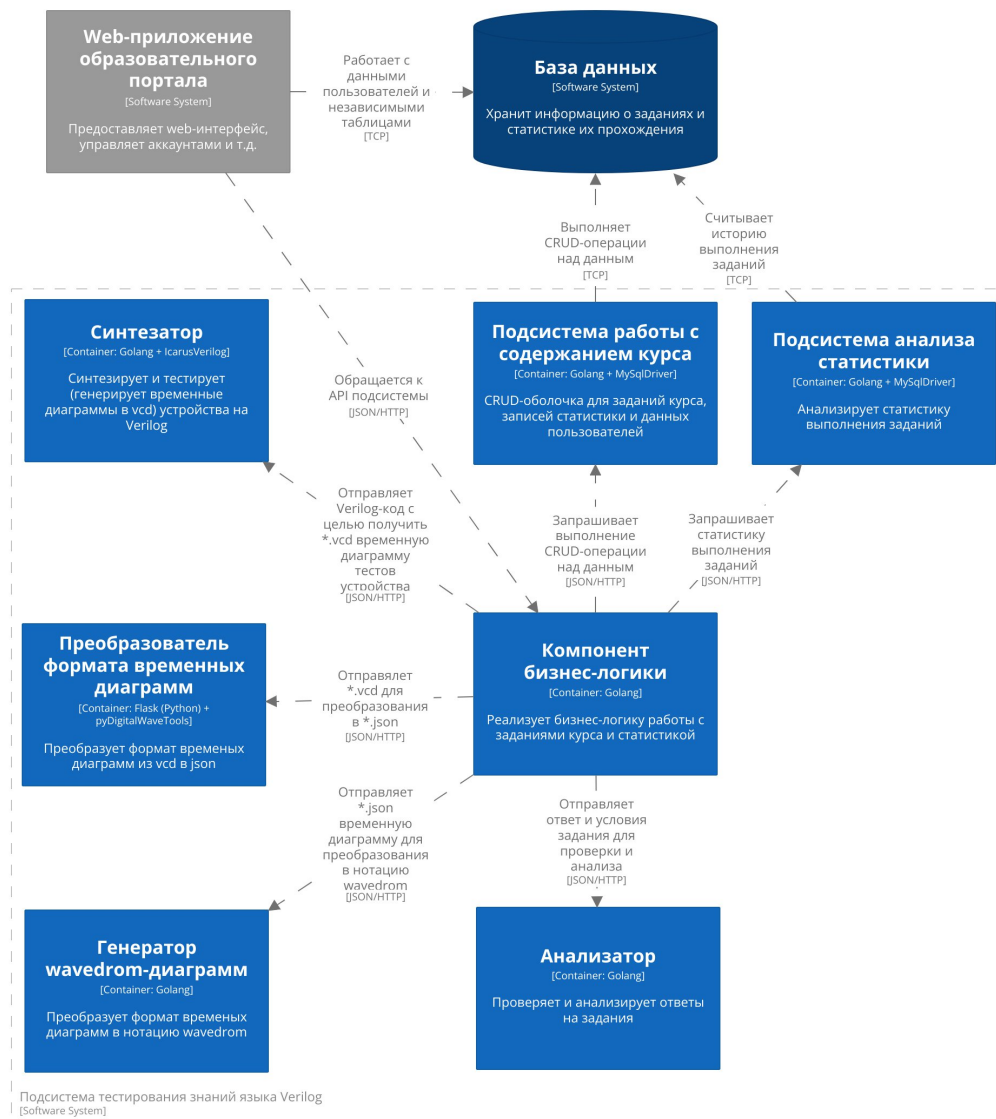 Web-приложение
образовательного
портала
[Software System]
Предоставляет web-интерфейс,
управляет аккаунтами и т.д.
Работает с
данными
пользователей и
независимыми
таблицами
[TCP]
База данных
[Software System]
Хранит информацию о заданиях и
статистике их прохождения
Выполняет
CRUD-операции
над данным
[TCP]
Считывает
историю
выполнения
заданий
[TCP]
Синтезатор
[Container: Golang + IcarusVerilog]
Синтезирует и тестирует
(генерирует временные
диаграммы в vcd) устройства на
Verilog
Обращается к
API подсистемы
[JSON/HTTP]
Подсистема работы с
содержанием курса
[Container: Golang + MySqlDriver]
CRUD-оболочка для заданий курса,
записей статистики и данных
пользователей
Подсистема анализа
статистики
[Container: Golang + MySqlDriver]
Анализирует статистику
выполнения заданий
Отправляет
Verilog-код с
целью получить
*.vcd временную
диаграмму
тестов
устройства
[JSON/HTTP]
Запрашивает
выполнение
CRUD-операции
над данным
[JSON/HTTP]
Запрашивает
статистику
выполнения
заданий
[JSON/HTTP]
Преобразователь
формата временных
диаграмм
[Container: Flask (Python) +
pyDigitalWaveTools]
Преобразует формат временых
диаграмм из vcd в json
Отправялет
*.vcd для
преобразования
в *.json
[JSON/HTTP]
Компонент
бизнес-логики
[Container: Golang]
Реализует бизнес-логику работы с
заданиями курса и статистикой
Отправляет
*.json
временную
диаграмму для
преобразования
в нотацию
wavedrom
[JSON/HTTP]
Отправляет
ответ и условия
задания для
проверки и
анализа
[JSON/HTTP]
Генератор
wavedrom-диаграмм
[Container: Golang]
Преобразует формат временых
диаграмм в нотацию wavedrom
Анализатор
[Container: Golang]
Проверяет и анализирует ответы
на задания
Подсистема тестирования знаний языка Verilog
[Software System]